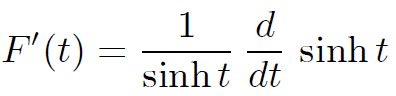 F′(t) = \frac{1}{\sinh t} \frac{d}{dt} \sinh t